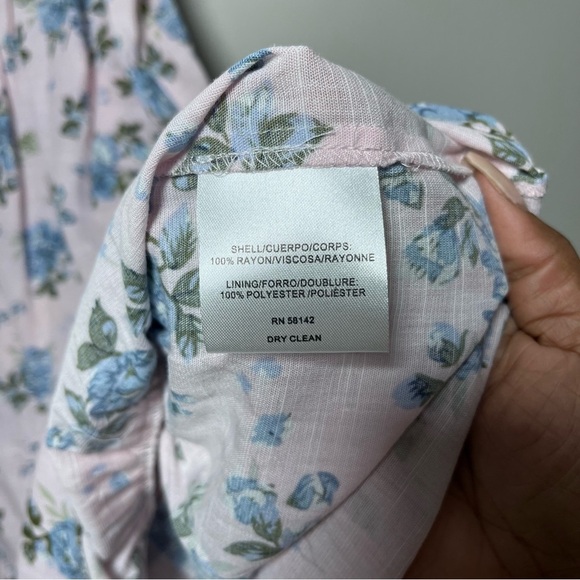 SHELL/CUERPO/CORPS:
100% RAYON/VISCOSA/RAYONNE
LINING/FORRO/DOUBLURE:
100% POLYESTER/POLIÉSTER
RN 58142
DRY CLEAN